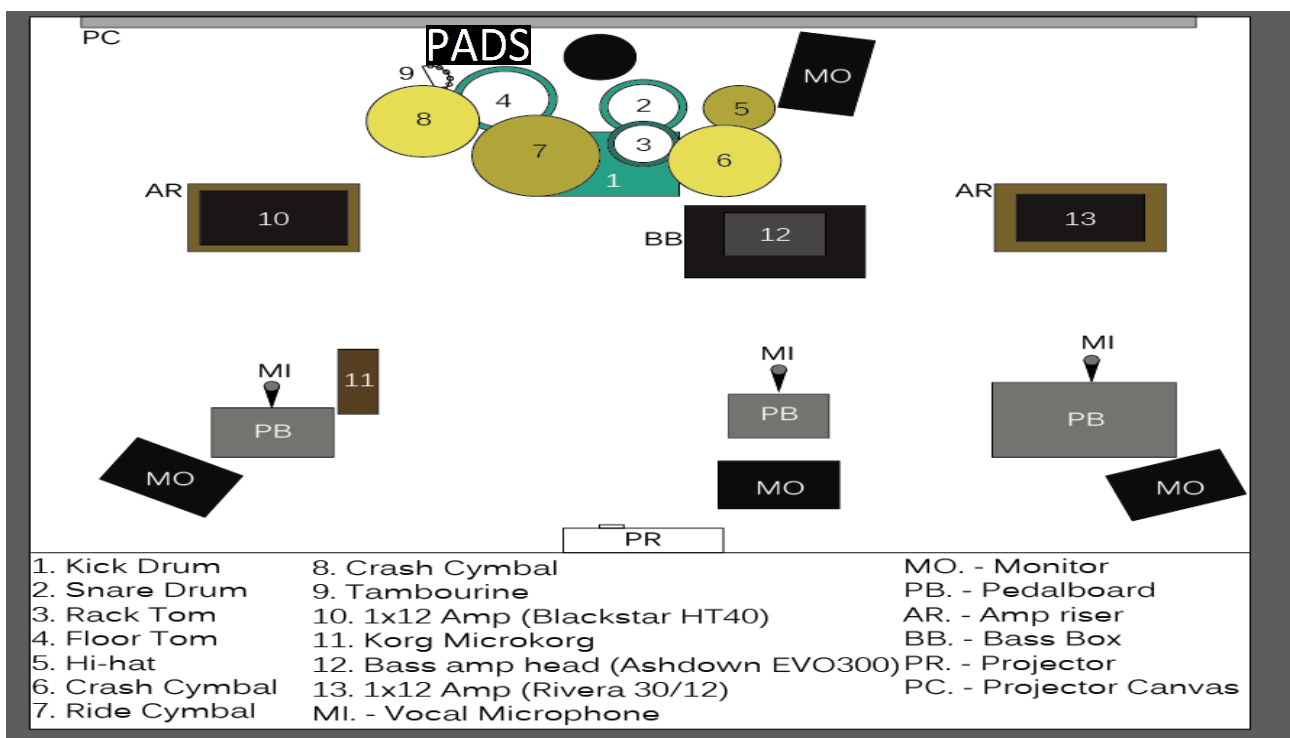 PC
PADS
MO
9
4
2
5
8
7
3
6
1
AR
10
BB
12
AR
13
MI
11
PB
MO
MI
PB
MO
MI
PB
MO
PR
1. Kick Drum
2. Snare Drum
3. Rack Tom
4. Floor Tom
5. Hi-hat
6. Crash Cymbal
7. Ride Cymbal
8. Crash Cymbal
9. Tambourine
10. 1x12 Amp (Blackstar HT40)
11. Korg Microkorg
12. Bass amp head (Ashdown EVO300)
13. 1x12 Amp (Rivera 30/12)
MI. - Vocal Microphone
MO. - Monitor
PB. - Pedalboard
AR. - Amp riser
BB. - Bass Box
PR. - Projector
PC. - Projector Canvas